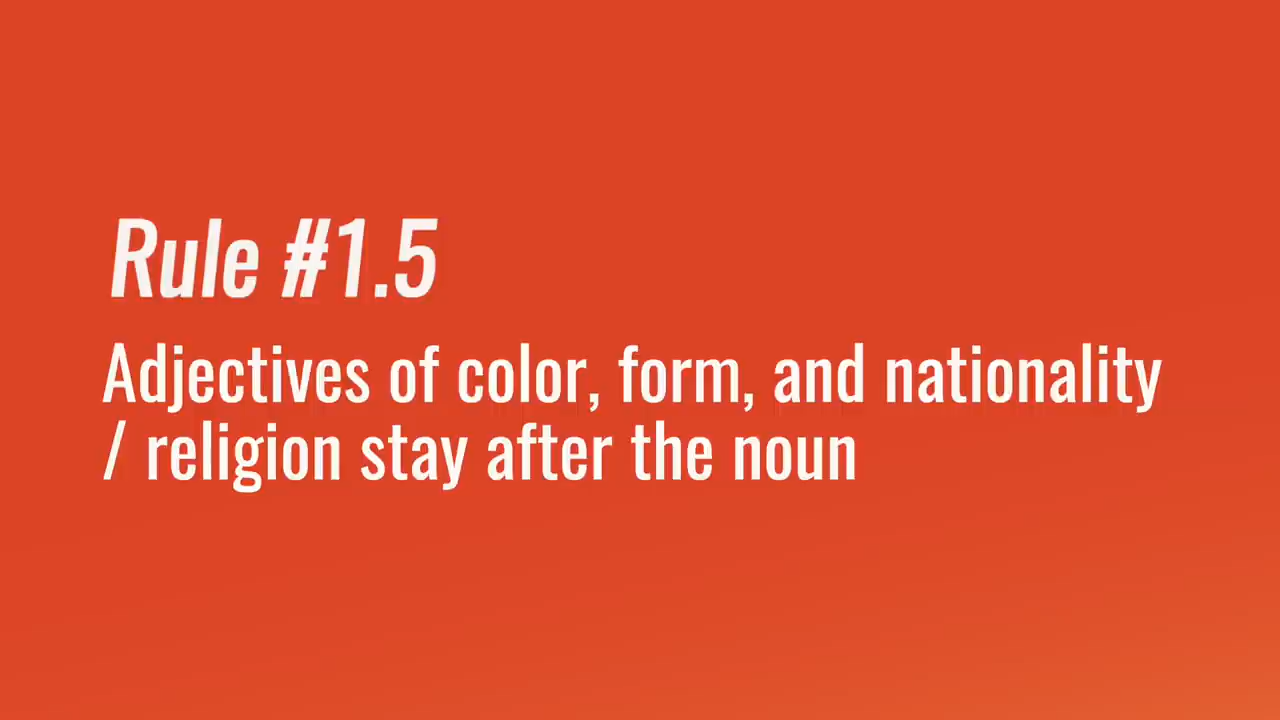 Rule #1.5
Adjectives of color, form, and nationality
/ religion stay after the noun